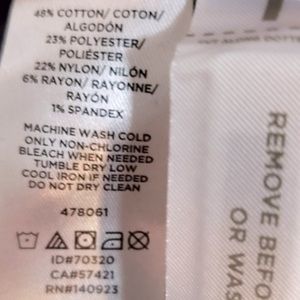 48% COTTON/ COTON/
ALGODÓN
23% POLYESTER/
POLIÉSTER
22% NYLON/ NILÓN
6% RAYON/ RAYONNE/
RAYÓN
1% SPANDEX
MACHINE WASH COLD
ONLY NON-CHLORINE
BLEACH WHEN NEEDED
TUMBLE DRY LOW
COOL IRON IF NEEDED
DO NOT DRY CLEAN
478061
ID#70320
CA#57421
RN#140923
REMOVE BEFO
OR WA